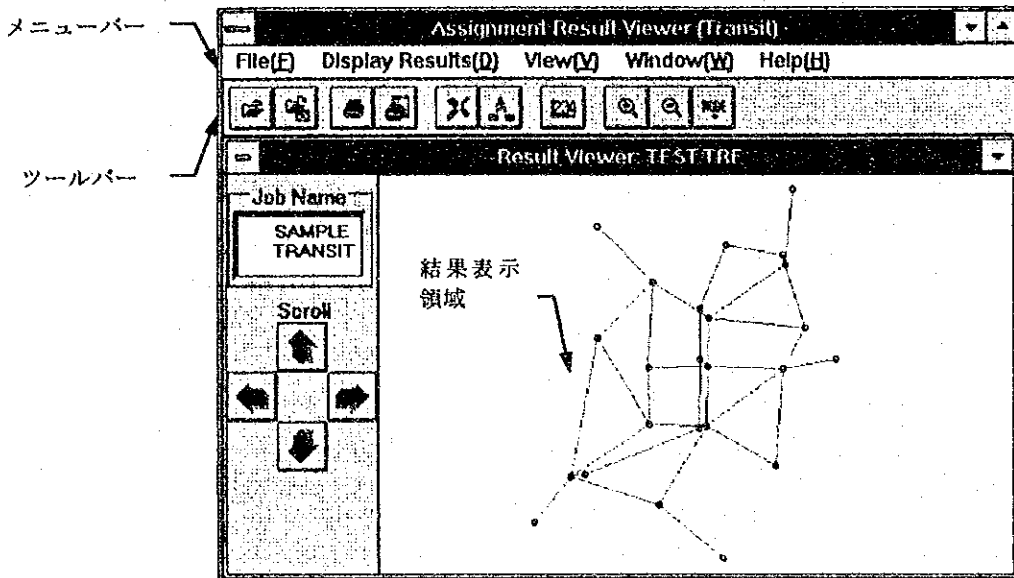 メニューバー
Assignment Result Viewer (Transit)
File(F) Display Results(D) View(V) Window(W) Help(H)
ツールバー
Result Viewer: TEST.TRF
Job Name
SAMPLE
TRANSIT
結果表示
領域
Scroll